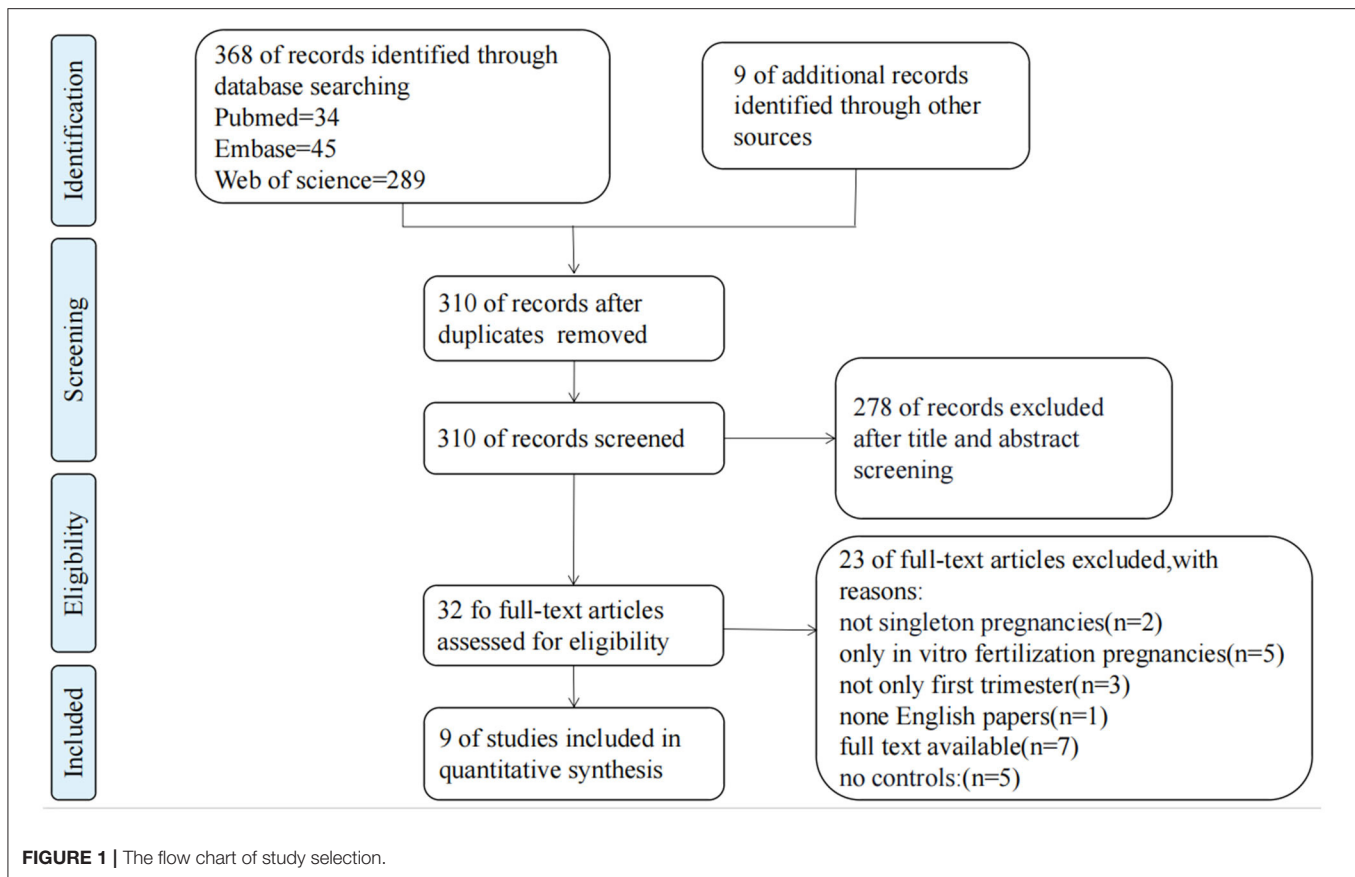 Identification
368 of records identified through
database searching
Pubmed=34
Embase=45
Web of science=289
9 of additional records
identified through other
sources
Screening
310 of records after
duplicates removed
310 of records screened
278 of records excluded
after title and abstract
screening
Eligibility
32 fo full-text articles
assessed for eligibility
23 of full-text articles excluded,with
reasons:
not singleton pregnancies(n=2)
only in vitro fertilization pregnancies(n=5)
not only first trimester(n=3)
none English papers(n=1)
full text available(n=7)
no controls:(n=5)
Included
9 of studies included in
quantitative synthesis
FIGURE 1 | The flow chart of study selection.